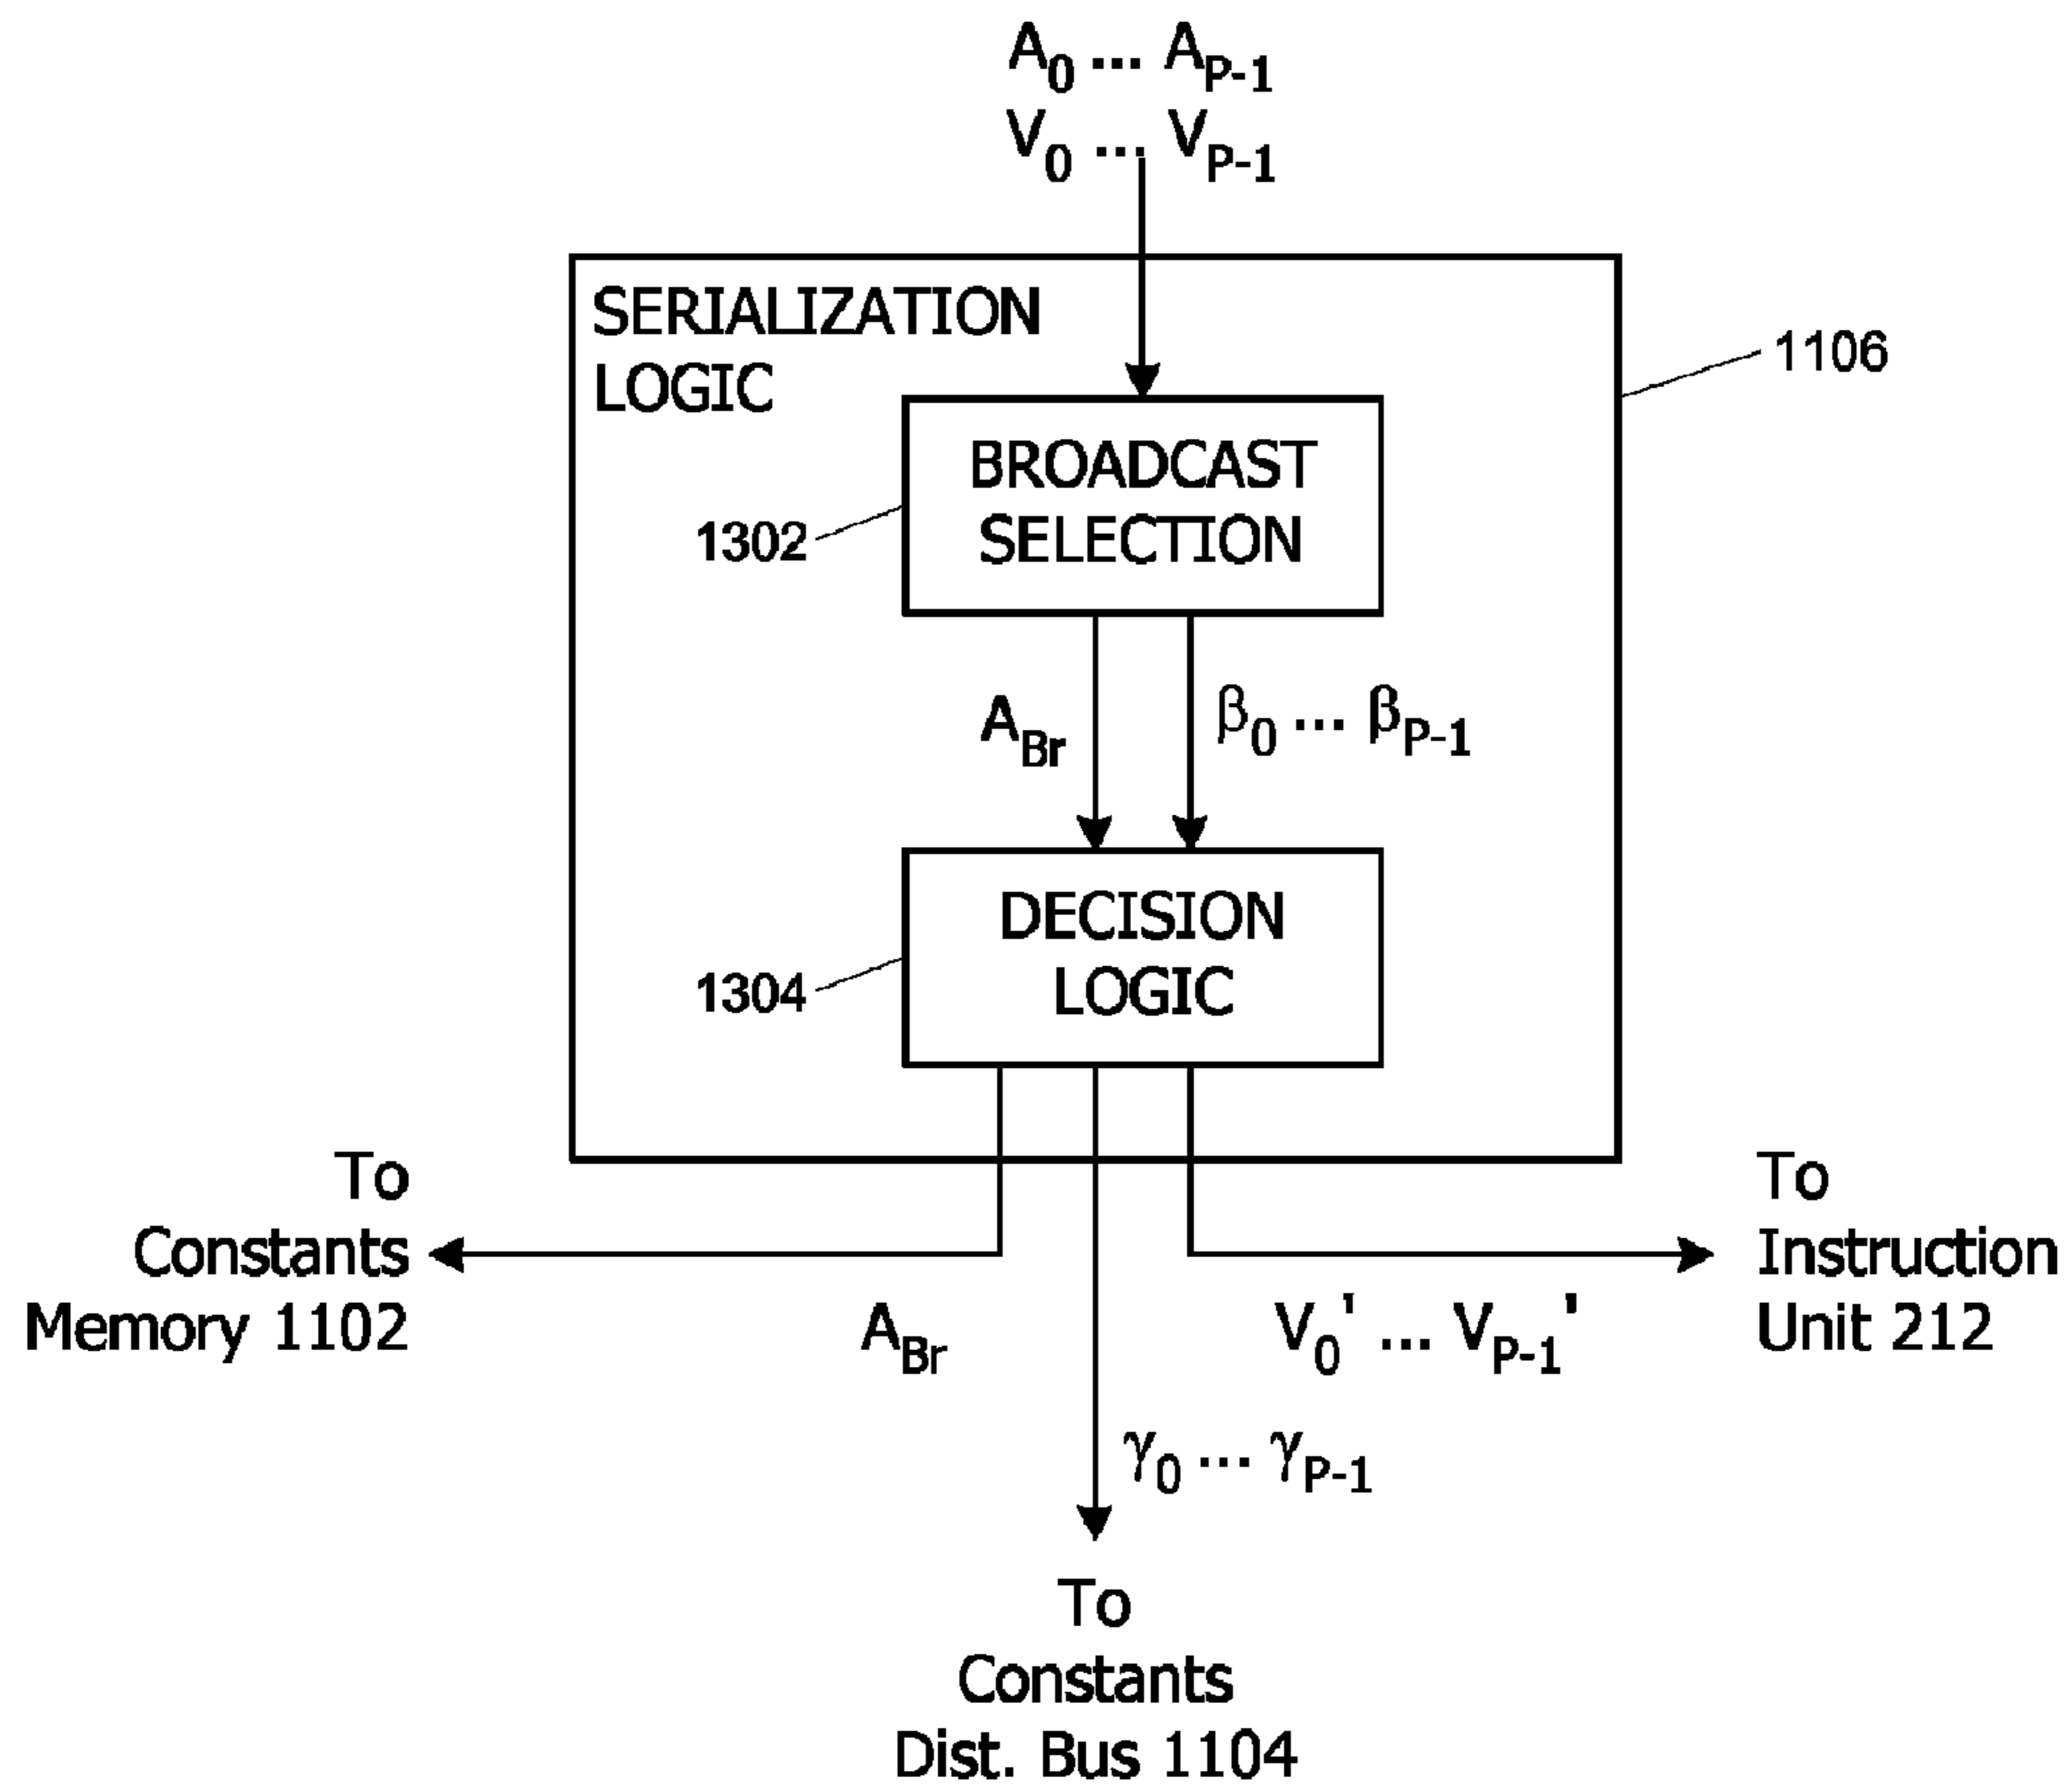 A0 ... AP-1
V0 ... VP-1
SERIALIZATION
LOGIC
1106
BROADCAST
SELECTION
1302
ABr
β0 ... βP-1
DECISION
LOGIC
1304
To
Constants
Memory 1102
To
Instruction
Unit 212
ABr
V0' ... VP-1'
γ0 ... γP-1
To
Constants
Dist. Bus 1104